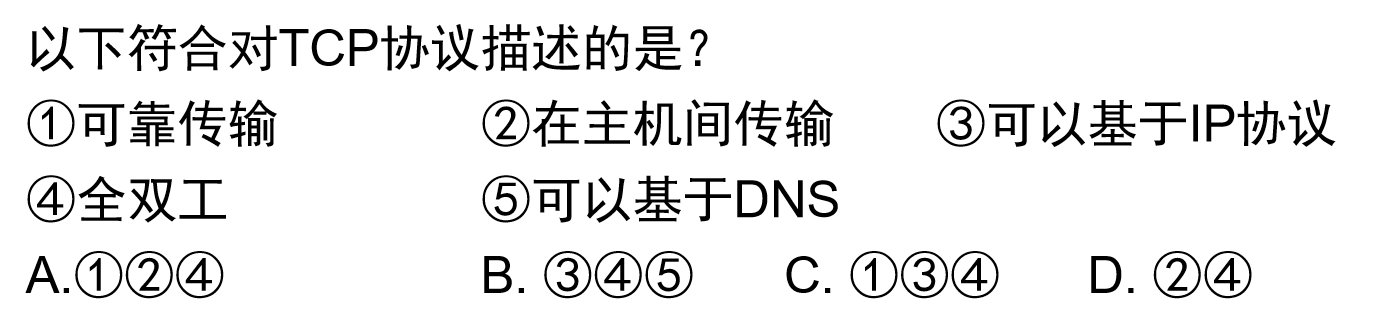 以下符合对TCP协议描述的是？
①可靠传输 ②在主机间传输 ③可以基于IP协议
④全双工 ⑤可以基于DNS
A.①②④ B. ③④⑤ C. ①③④ D. ②④